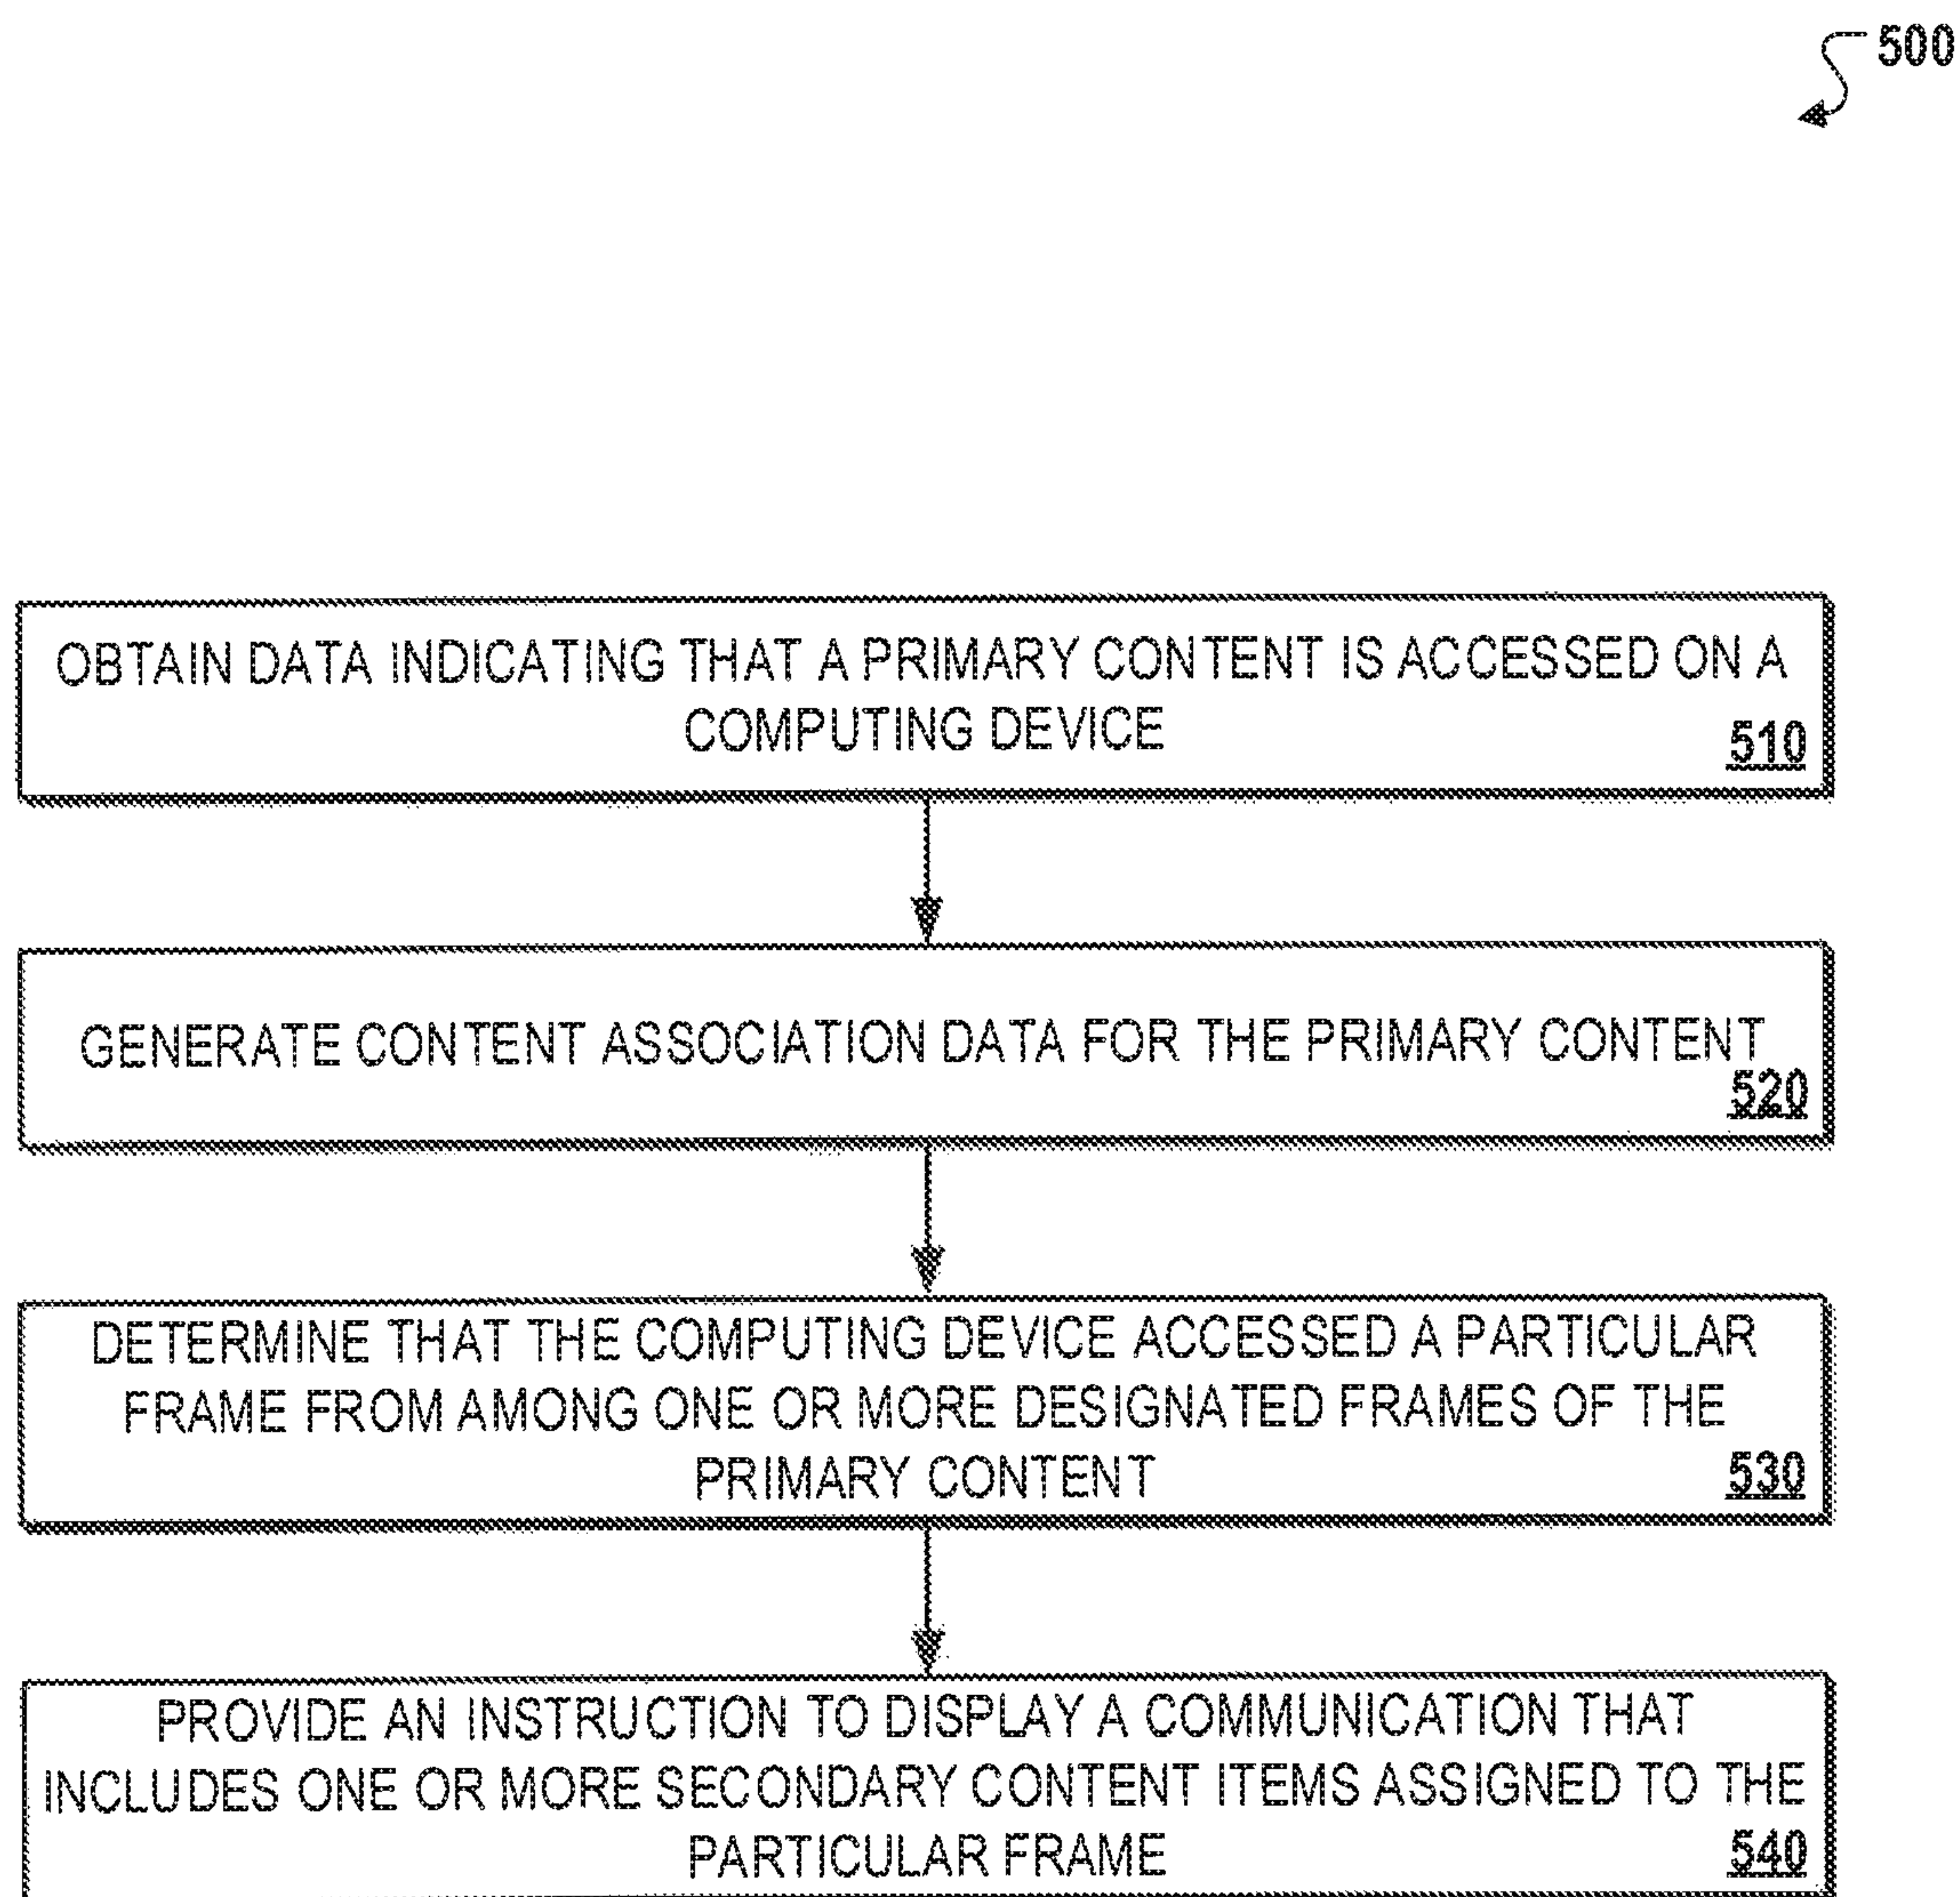 500
OBTAIN DATA INDICATING THAT A PRIMARY CONTENT IS ACCESSED ON A
COMPUTING DEVICE
510
GENERATE CONTENT ASSOCIATION DATA FOR THE PRIMARY CONTENT
520
DETERMINE THAT THE COMPUTING DEVICE ACCESSED A PARTICULAR
FRAME FROM AMONG ONE OR MORE DESIGNATED FRAMES OF THE
PRIMARY CONTENT
530
PROVIDE AN INSTRUCTION TO DISPLAY A COMMUNICATION THAT
INCLUDES ONE OR MORE SECONDARY CONTENT ITEMS ASSIGNED TO THE
PARTICULAR FRAME
540